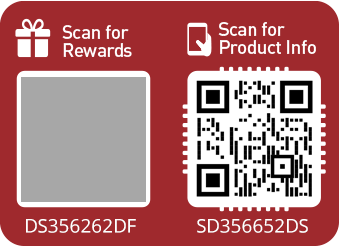 Scan for
Rewards
Scan for
Product Info
DS356262DF
SD356652DS